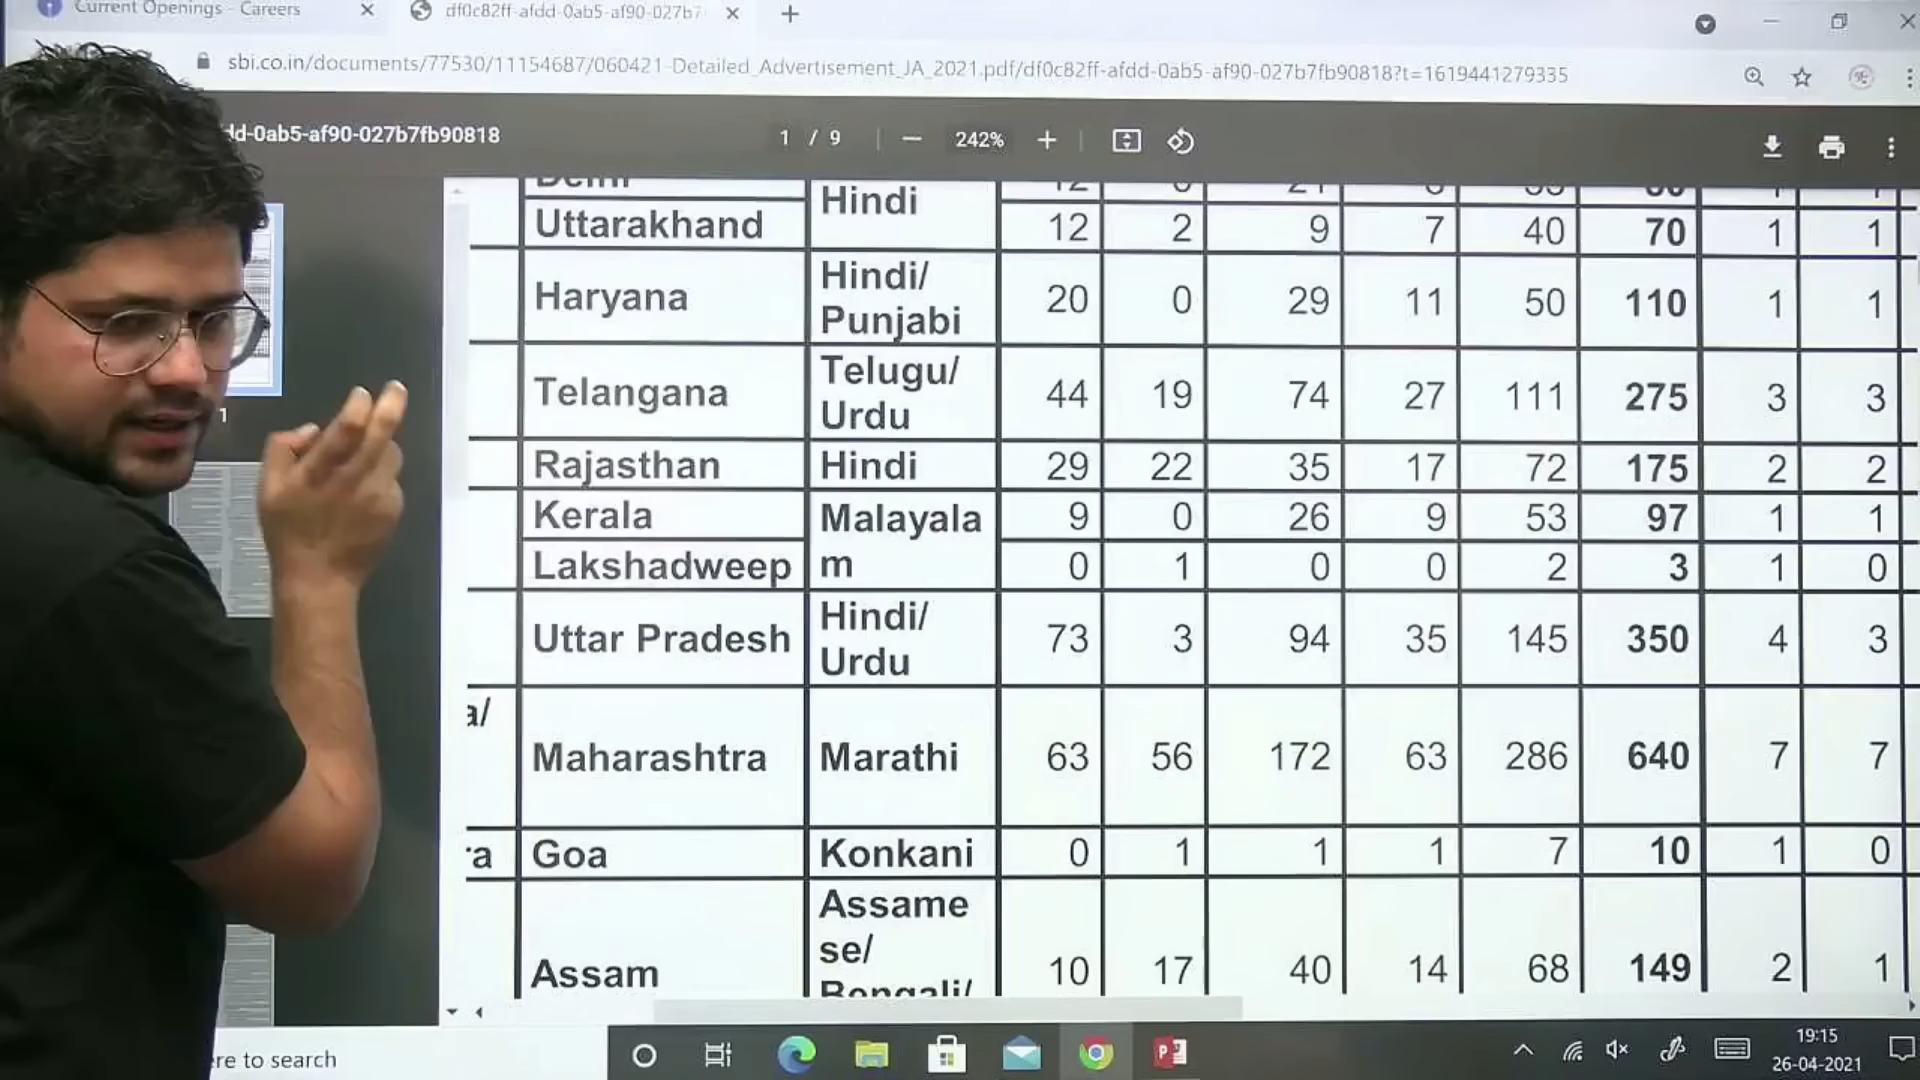 Current Openings - Careers
df0c82ff-afdd-0ab5-af90-027b7
sbi.co.in/documents/77530/11154687/060421-Detailed_Advertisement_JA_2021.pdf/df0c82ff-afdd-0ab5-af90-027b7fb90818?t=1619441279335
dd-0ab5-af90-027b7fb90818 1 / 9 242%
1
Delhi
Hindi
Uttarakhand 12 2 9 7 40 70 1 1
Haryana Hindi/ Punjabi 20 0 29 11 50 110 1 1
Telangana Telugu/ Urdu 44 19 74 27 111 275 3 3
Rajasthan Hindi 29 22 35 17 72 175 2 2
Kerala Malayala 9 0 26 9 53 97 1 1
Lakshadweep m 0 1 0 0 2 3 1 0
Uttar Pradesh Hindi/ Urdu 73 3 94 35 145 350 4 3
a/
Maharashtra Marathi 63 56 172 63 286 640 7 7
ra Goa Konkani 0 1 1 1 7 10 1 0
Assam Assame se/ Bengali/ 10 17 40 14 68 149 2 1
ere to search
19:15
26-04-2021